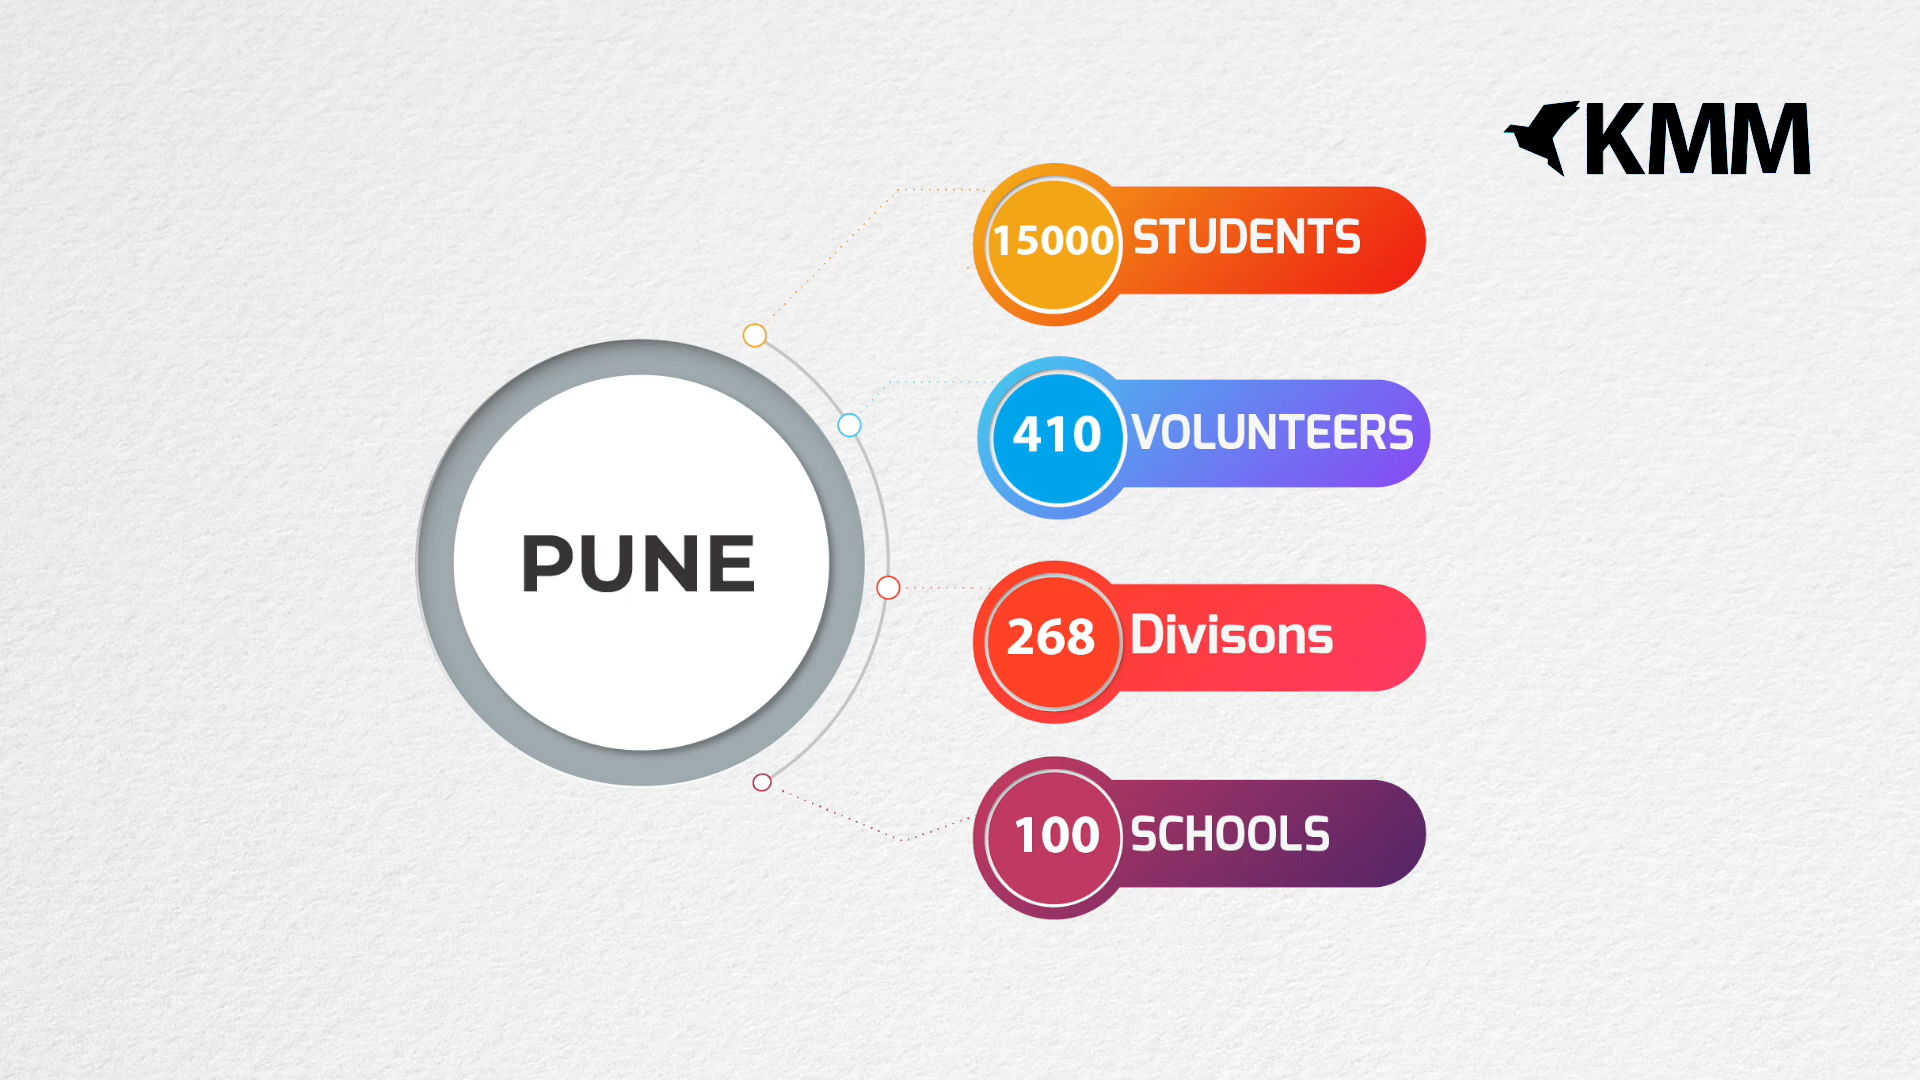 KMM
15000 STUDENTS
410 VOLUNTEERS
PUNE
268 Divisons
100 SCHOOLS